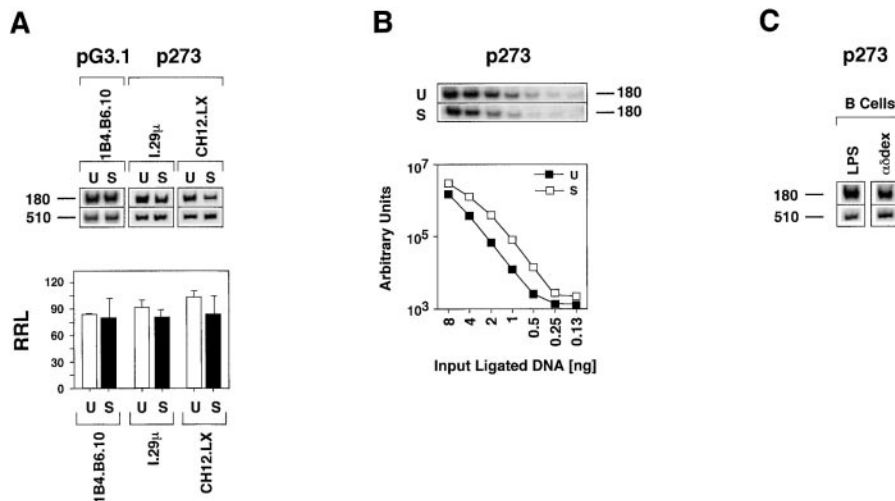 A
pG3.1 p273
1B4.B6.10
I.29μ
CH12.LX
U S U S U S
180
510
RRL
120
90
60
30
0
U S U S U S
1B4.B6.10
I.29μ
CH12.LX
B
p273
U 180
S 180
U
S
Arbitrary Units
10⁷
10⁵
10³
8 4 2 1 0.5 0.25 0.13
Input Ligated DNA [ng]
C
p273
B Cells
LPS
αδdex
180
510